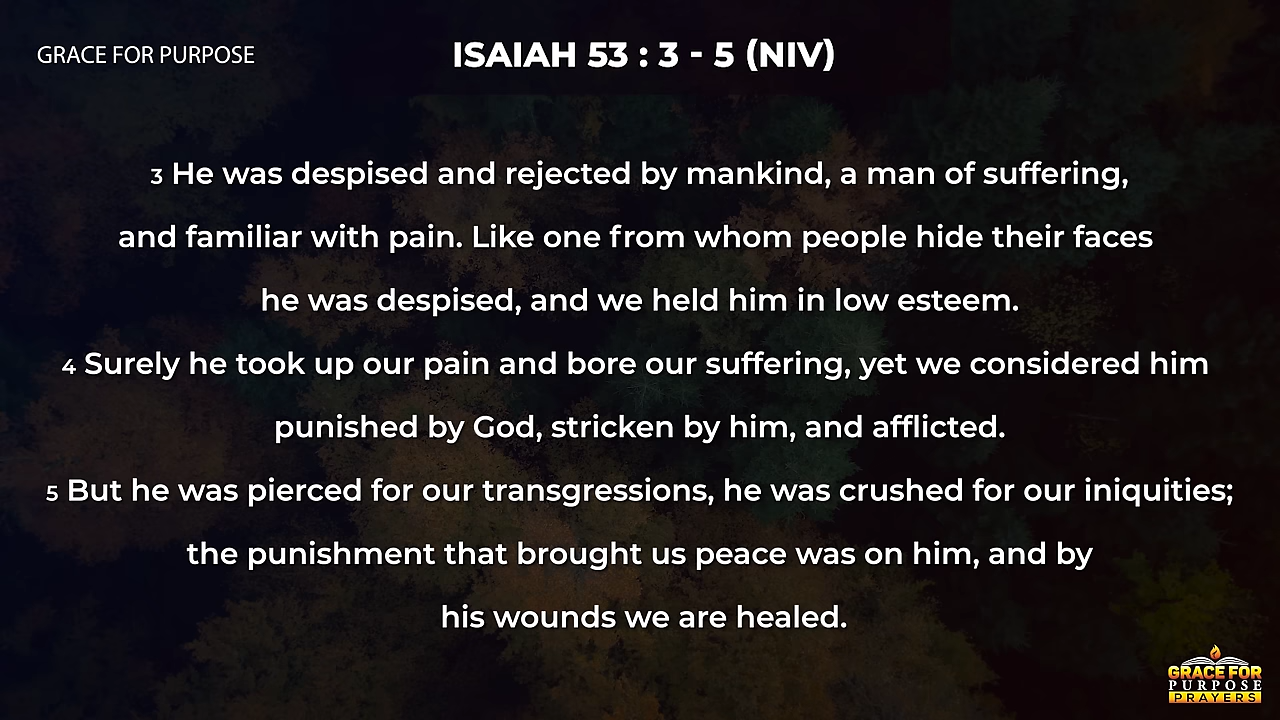 GRACE FOR PURPOSE
ISAIAH 53 : 3 - 5 (NIV)
3 He was despised and rejected by mankind, a man of suffering,
and familiar with pain. Like one from whom people hide their faces
he was despised, and we held him in low esteem.
4 Surely he took up our pain and bore our suffering, yet we considered him
punished by God, stricken by him, and afflicted.
5 But he was pierced for our transgressions, he was crushed for our iniquities;
the punishment that brought us peace was on him, and by
his wounds we are healed.
GRACE FOR
PURPOSE
PRAYERS